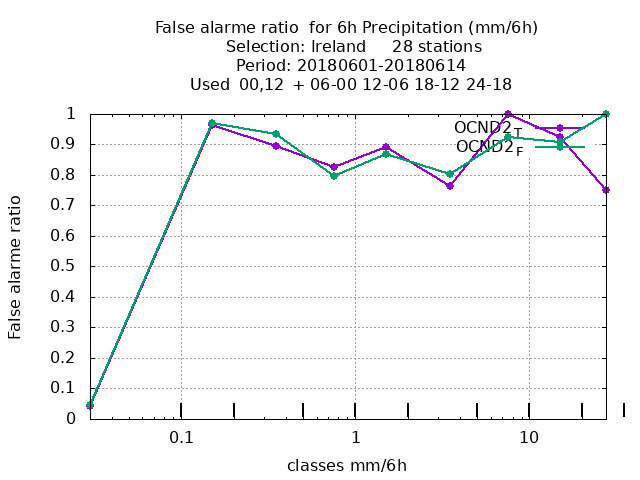 False alarme ratio  for 6h Precipitation (mm/6h)
Selection: Ireland     28 stations
Period: 20180601-20180614
Used  00,12  + 06-00 12-06 18-12 24-18
OCND2T
OCND2F
1
0.9
0.8
0.7
0.6
0.5
0.4
0.3
0.2
0.1
0
False alarme ratio
0.1 1 10
classes mm/6h